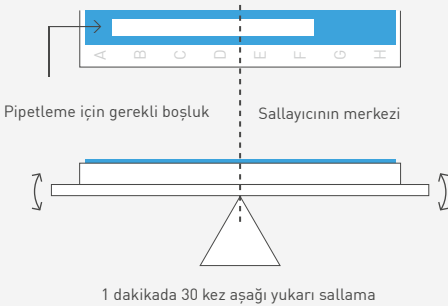 A B C D E F G H
Pipetleme için gerekli boşluk
Sallayıcının merkezi
1 dakikada 30 kez aşağı yukarı sallama